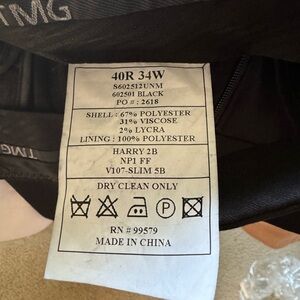 TMG
TMG
40R 34W
S602512UNM
602501 BLACK
PO # : 2618
SHELL : 67% POLYESTER
31% VISCOSE
2% LYCRA
LINING : 100% POLYESTER
HARRY 2B
NP1 FF
V107-SLIM 5B
DRY CLEAN ONLY
P
RN # 99579
MADE IN CHINA